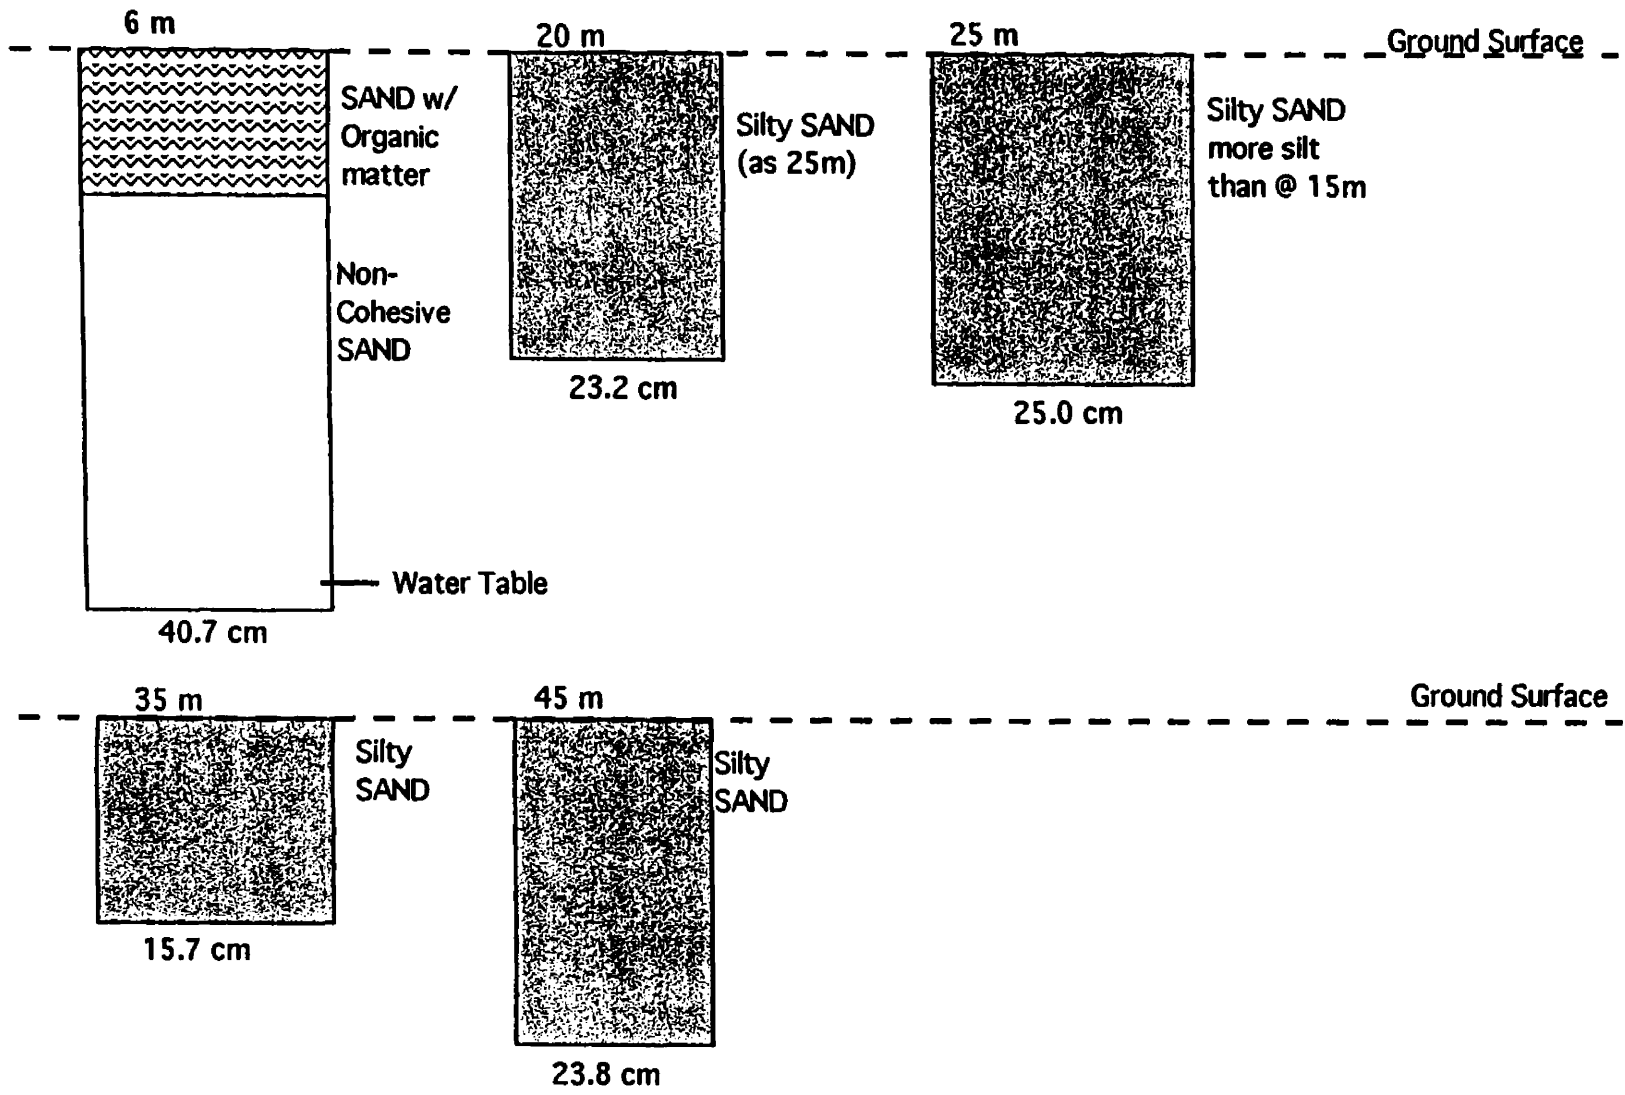 6 m
20 m
25 m
Ground Surface
SAND w/
Organic
matter
Silty SAND
(as 25m)
Silty SAND
more silt
than @ 15m
Non-
Cohesive
SAND
23.2 cm
25.0 cm
Water Table
40.7 cm
35 m
45 m
Ground Surface
Silty
SAND
Silty
SAND
15.7 cm
23.8 cm